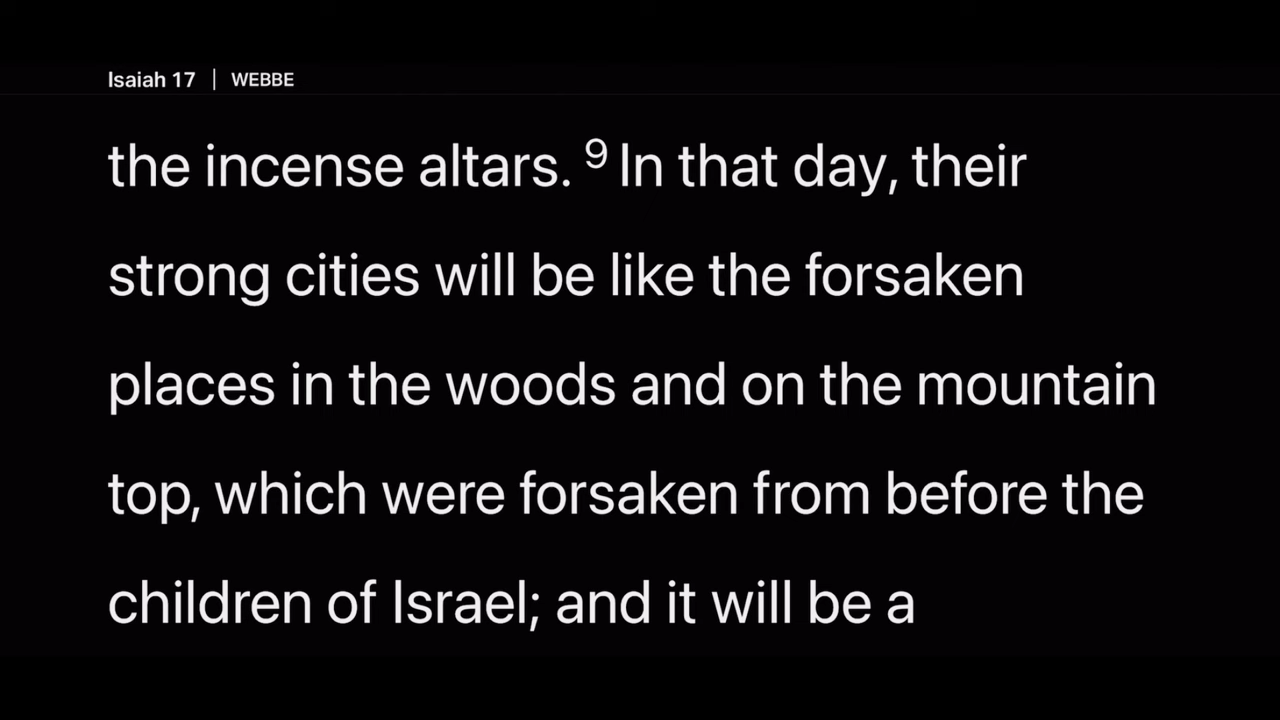 Isaiah 17 | WEBBE
the incense altars. 9 In that day, their
strong cities will be like the forsaken
places in the woods and on the mountain
top, which were forsaken from before the
children of Israel; and it will be a